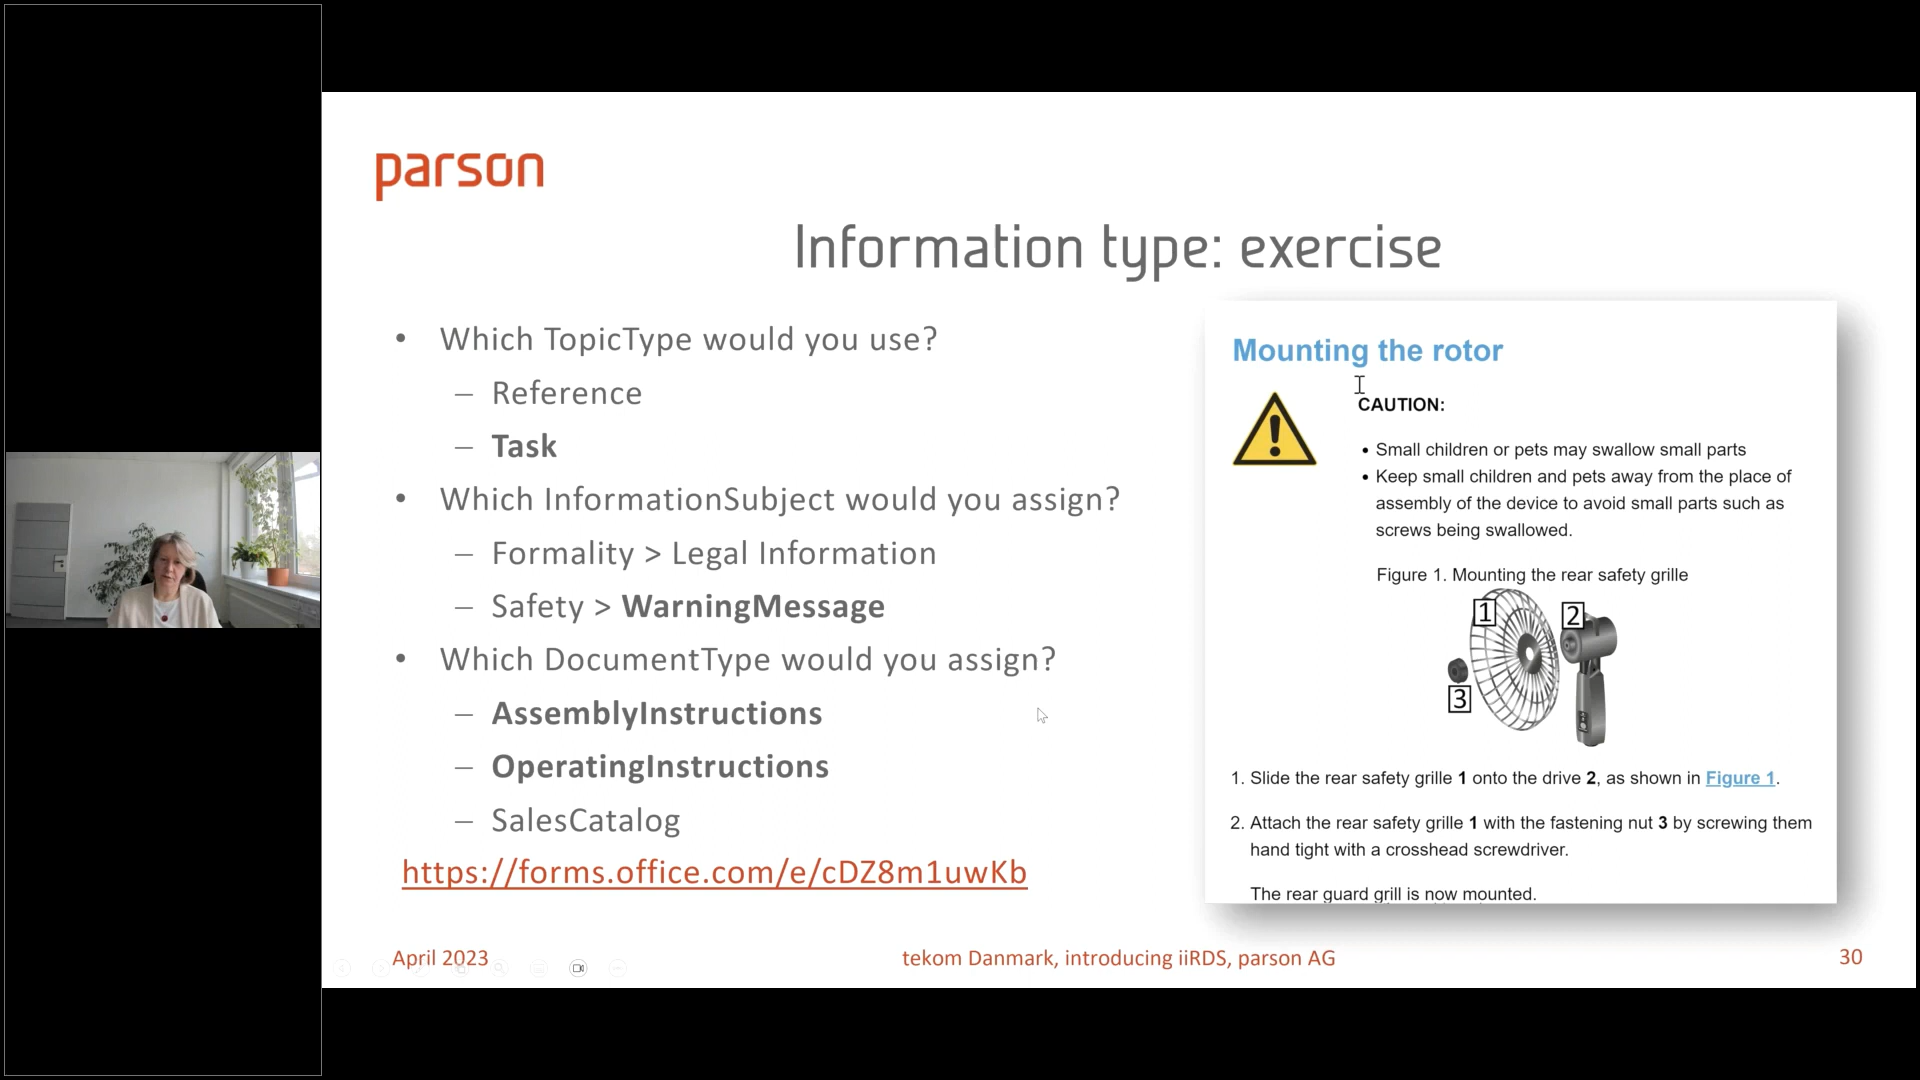 parson
Information type: exercise
• Which TopicType would you use?
– Reference
– Task
• Which InformationSubject would you assign?
– Formality > Legal Information
– Safety > WarningMessage
• Which DocumentType would you assign?
– AssemblyInstructions
– OperatingInstructions
– SalesCatalog
https://forms.office.com/e/cDZ8m1uwKb
Mounting the rotor
CAUTION:
• Small children or pets may swallow small parts
• Keep small children and pets away from the place of
assembly of the device to avoid small parts such as
screws being swallowed.
Figure 1. Mounting the rear safety grille
1
2
3
1. Slide the rear safety grille 1 onto the drive 2, as shown in Figure 1.
2. Attach the rear safety grille 1 with the fastening nut 3 by screwing them
hand tight with a crosshead screwdriver.
The rear guard grill is now mounted.
April 2023
tekom Danmark, introducing iiRDS, parson AG
30